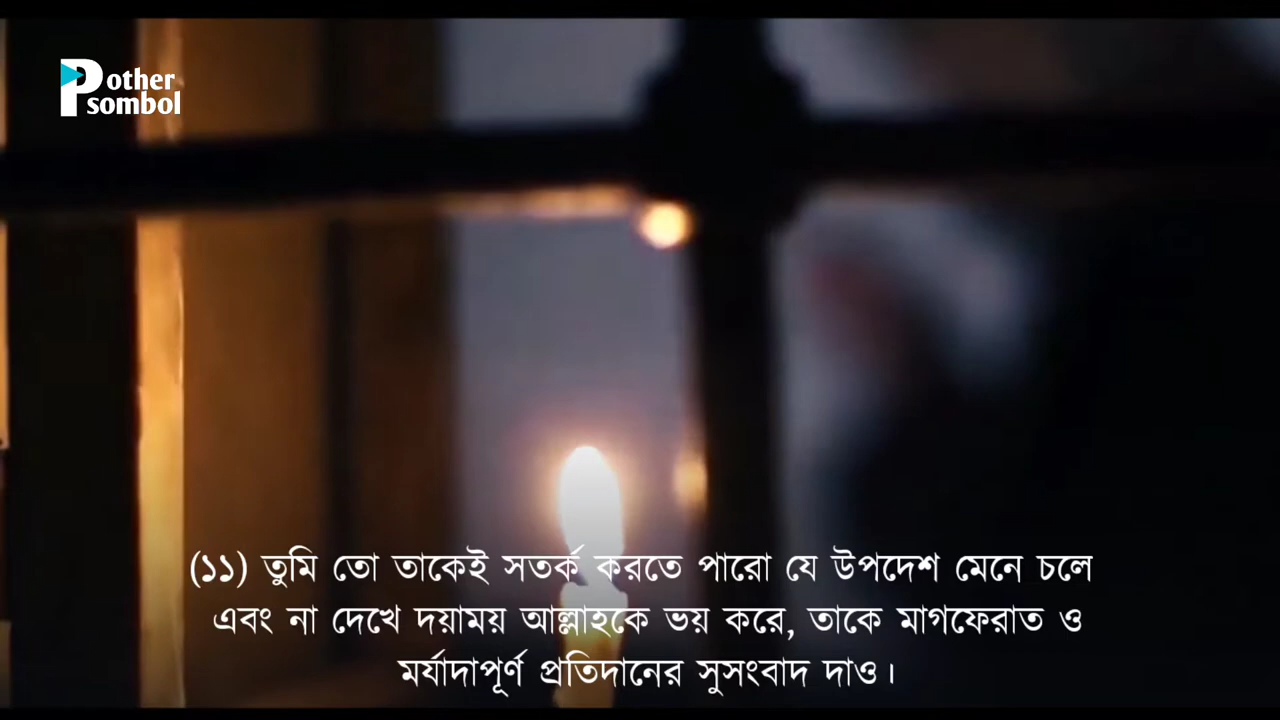 Pother
sombol
(১১) তুমি তো তাকেই সতর্ক করতে পারো যে উপদেশ মেনে চলে
এবং না দেখে দয়াময় আল্লাহকে ভয় করে, তাকে মাগফেরাত ও
মর্যাদাপূর্ণ প্রতিদানের সুসংবাদ দাও।